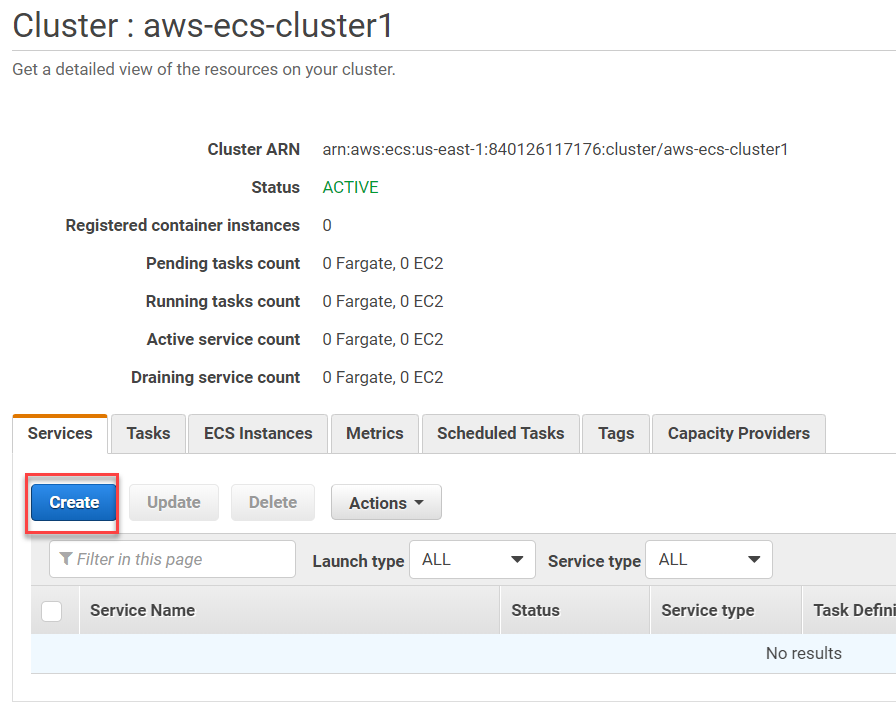 Cluster : aws-ecs-cluster1
Get a detailed view of the resources on your cluster.
Cluster ARN arn:aws:ecs:us-east-1:840126117176:cluster/aws-ecs-cluster1
Status ACTIVE
Registered container instances 0
Pending tasks count 0 Fargate, 0 EC2
Running tasks count 0 Fargate, 0 EC2
Active service count 0 Fargate, 0 EC2
Draining service count 0 Fargate, 0 EC2
Services Tasks ECS Instances Metrics Scheduled Tasks Tags Capacity Providers
Create Update Delete Actions
Filter in this page Launch type ALL Service type ALL
Service Name Status Service type Task Defini
No results